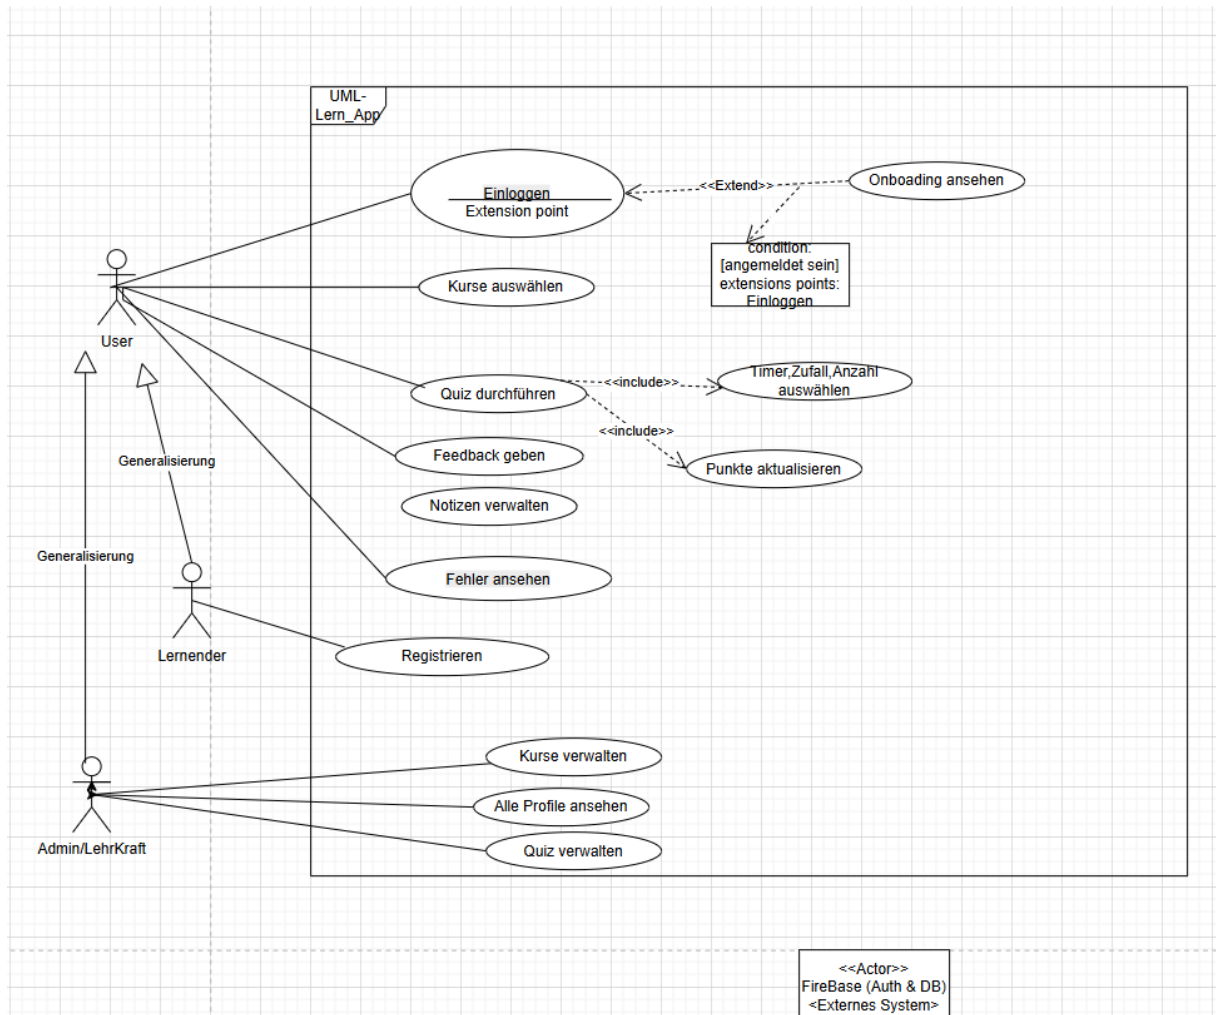 UML-
Lern_App
Einloggen
Extension point
<<Extend>>
Onboading ansehen
condition:
[angemeldet sein]
extensions points:
Einloggen
Kurse auswählen
User
Quiz durchführen
<<include>>
Timer,Zufall,Anzahl
auswählen
<<include>>
Feedback geben
Punkte aktualisieren
Generalisierung
Notizen verwalten
Generalisierung
Fehler ansehen
Lernender
Registrieren
Kurse verwalten
Alle Profile ansehen
Admin/LehrKraft
Quiz verwalten
<<Actor>>
FireBase (Auth & DB)
<Externes System>